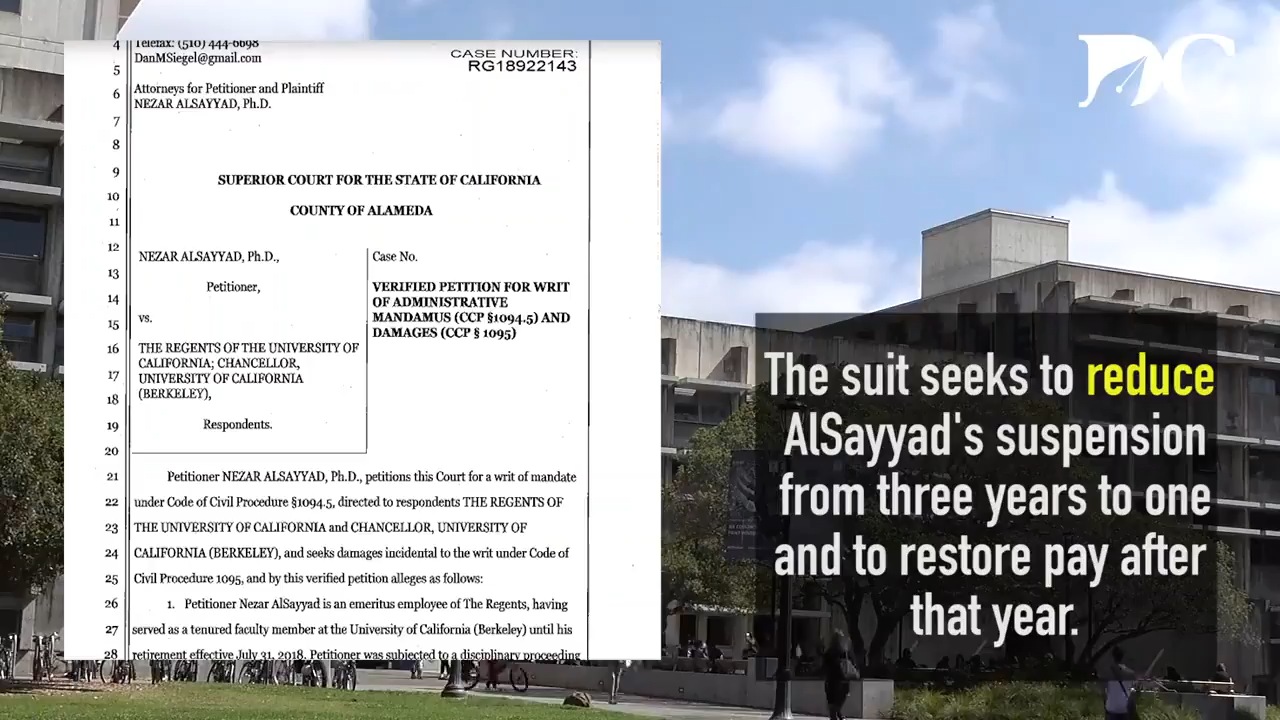 4 Telefax: (510) 444-6698
DanMSiegel@gmail.com
5
6 Attorneys for Petitioner and Plaintiff
NEZAR ALSAYYAD, Ph.D.
7
8
CASE NUMBER:
RG18922143
9 SUPERIOR COURT FOR THE STATE OF CALIFORNIA
10
COUNTY OF ALAMEDA
11
12 NEZAR ALSAYYAD, Ph.D.,
13 Petitioner,
14 vs.
15
16 THE REGENTS OF THE UNIVERSITY OF
CALIFORNIA; CHANCELLOR,
17 UNIVERSITY OF CALIFORNIA
18 (BERKELEY),
19 Respondents.
20
Case No.
VERIFIED PETITION FOR WRIT
OF ADMINISTRATIVE
MANDAMUS (CCP §1094.5) AND
DAMAGES (CCP § 1095)
21 Petitioner NEZAR ALSAYYAD, Ph.D., petitions this Court for a writ of mandate
22 under Code of Civil Procedure §1094.5, directed to respondents THE REGENTS OF
23 THE UNIVERSITY OF CALIFORNIA and CHANCELLOR, UNIVERSITY OF
24 CALIFORNIA (BERKELEY), and seeks damages incidental to the writ under Code of
25 Civil Procedure 1095, and by this verified petition alleges as follows:
26 1. Petitioner Nezar AlSayyad is an emeritus employee of The Regents, having
27 served as a tenured faculty member at the University of California (Berkeley) until his
28 retirement effective July 31, 2018. Petitioner was subjected to a disciplinary proceeding
DC
The suit seeks to reduce
AlSayyad's suspension
from three years to one
and to restore pay after
that year.